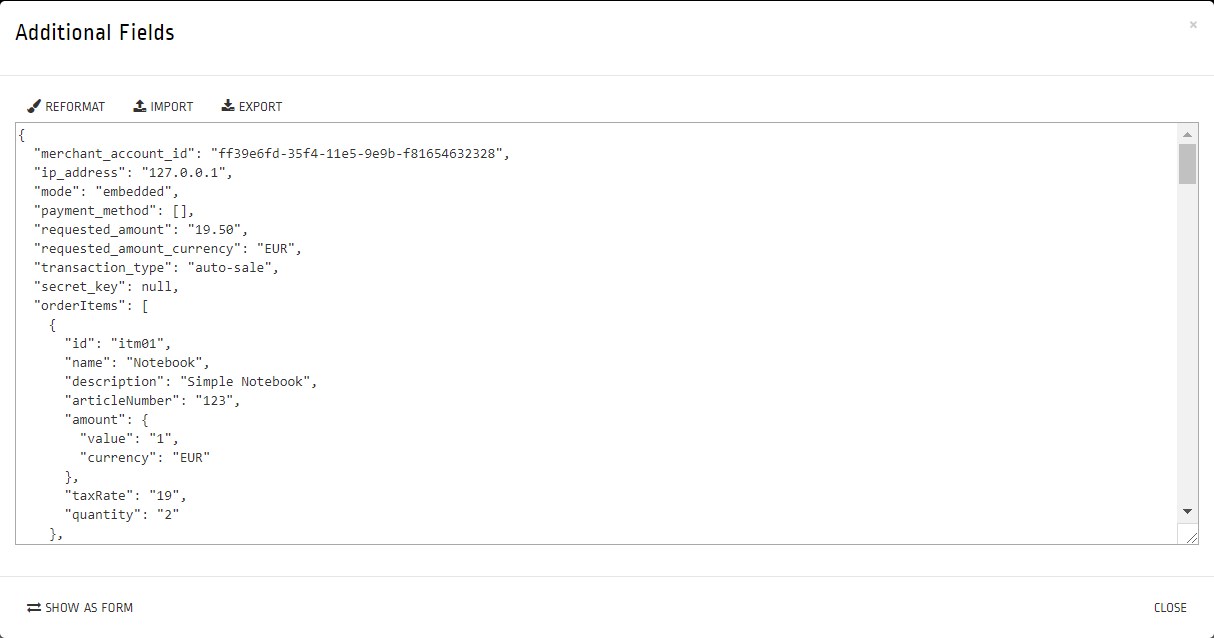 Additional Fields
×
REFORMAT IMPORT EXPORT
{
  "merchant_account_id": "ff39e6fd-35f4-11e5-9e9b-f81654632328",
  "ip_address": "127.0.0.1",
  "mode": "embedded",
  "payment_method": [],
  "requested_amount": "19.50",
  "requested_amount_currency": "EUR",
  "transaction_type": "auto-sale",
  "secret_key": null,
  "orderItems": [
    {
      "id": "itm01",
      "name": "Notebook",
      "description": "Simple Notebook",
      "articleNumber": "123",
      "amount": {
        "value": "1",
        "currency": "EUR"
      },
      "taxRate": "19",
      "quantity": "2"
    },
SHOW AS FORM CLOSE